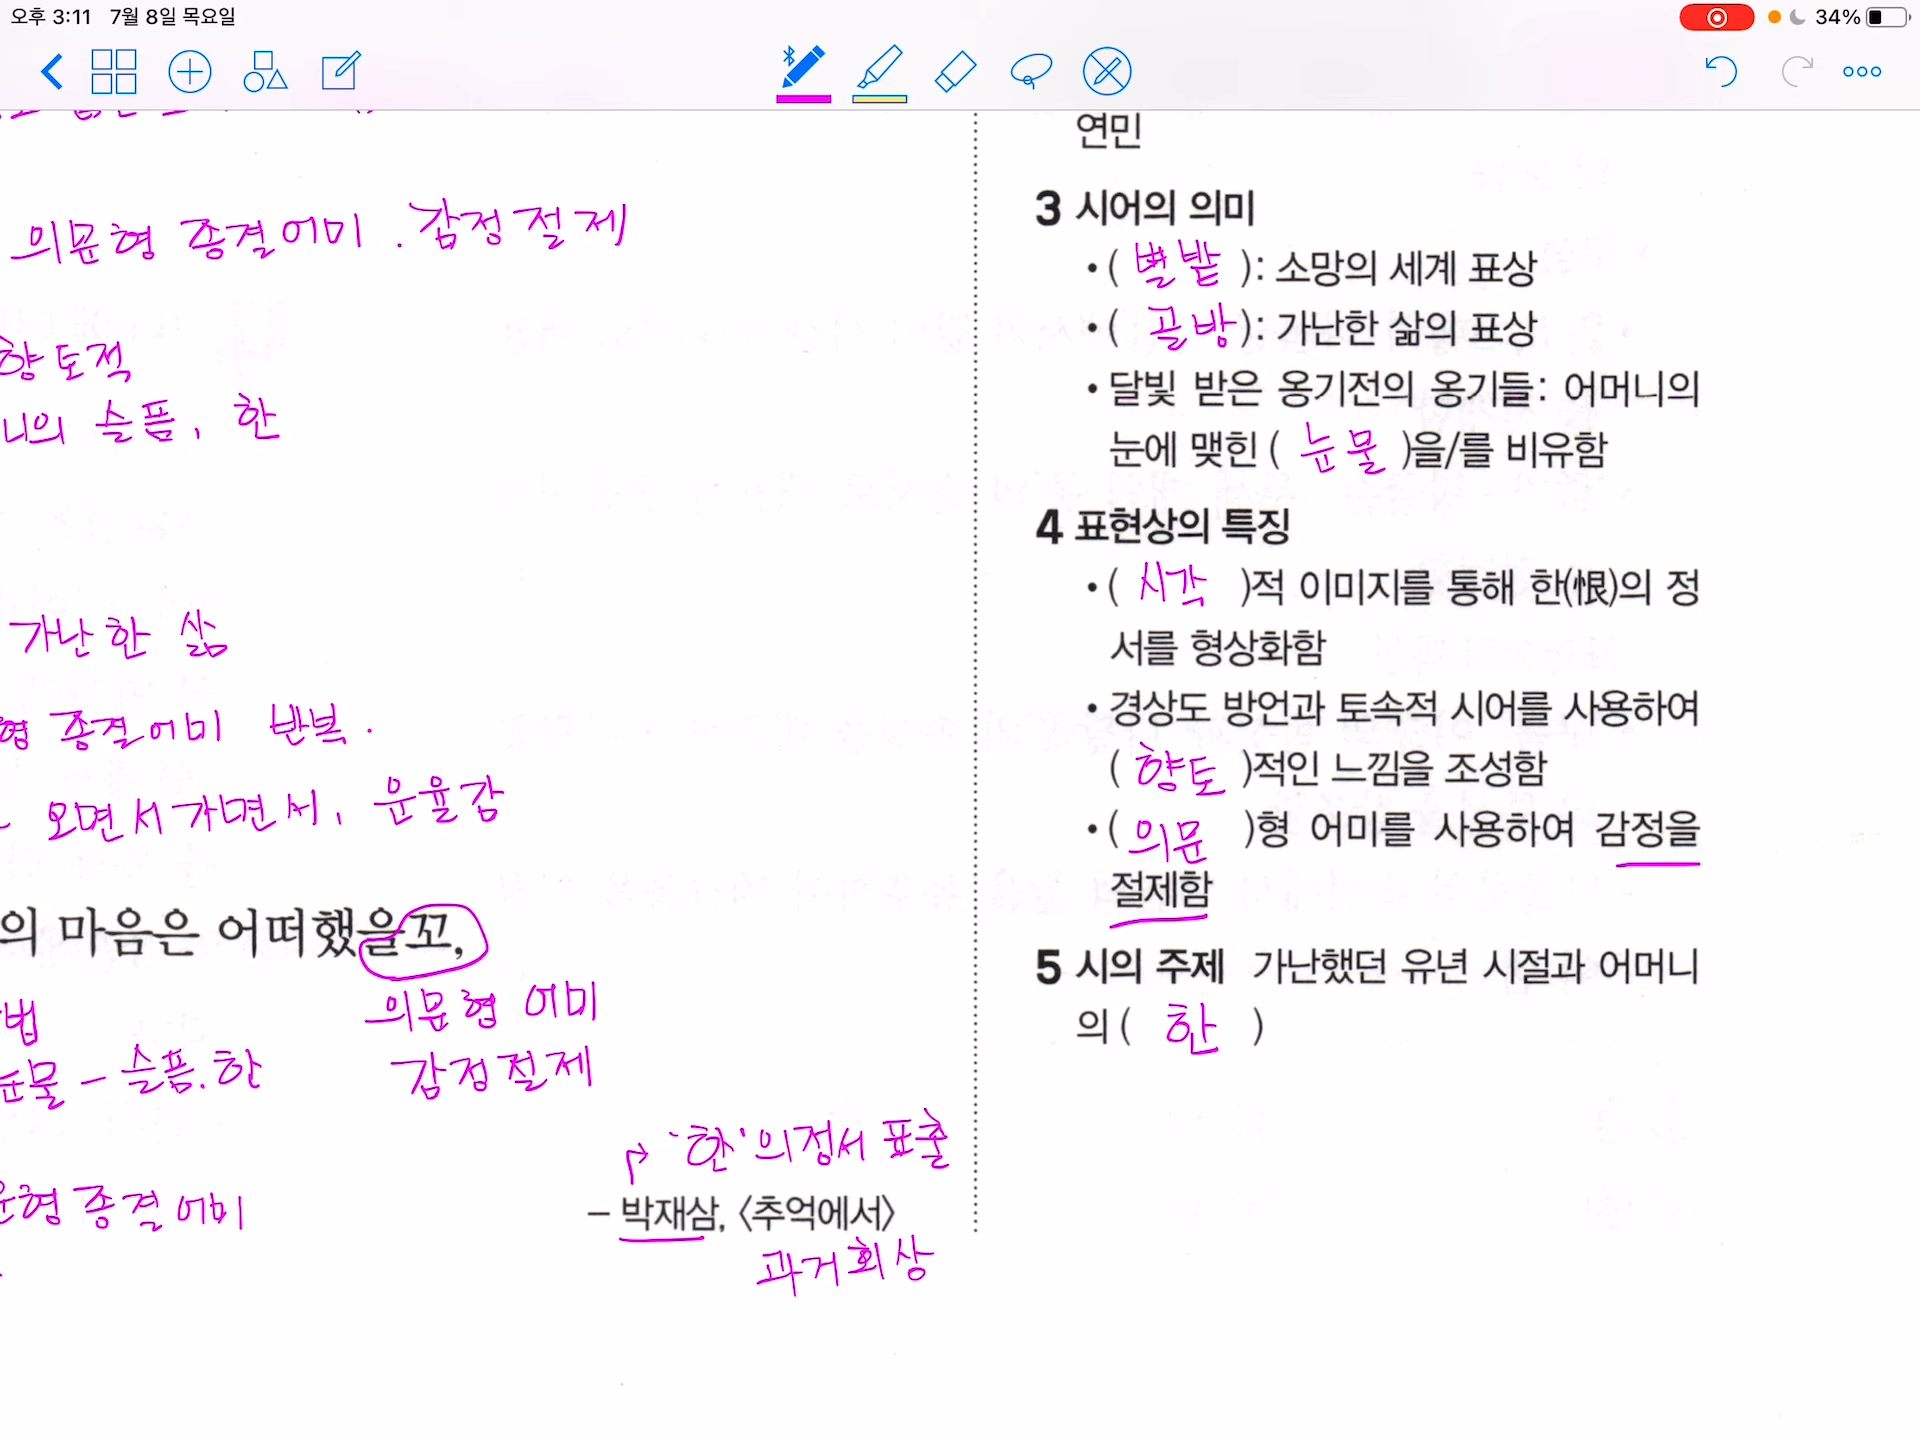 오후 3:11 7월 8일 목요일
34%
의문형 종결어미 . 감정절제
향토적
니의 슬픔, 한
가난한 삶
형 종결어미 반복.
오면서가면서, 운율감
의 마음은 어떠했을꼬,
법
의문형 어미
눈물 - 슬픔.한
감정절제
'한'의정서 표출
문형종결어미
- 박재삼, 〈추억에서〉
과거회상
연민
3 시어의 의미
• ( 별밭 ): 소망의 세계 표상
• ( 골방 ): 가난한 삶의 표상
• 달빛 받은 옹기전의 옹기들: 어머니의
눈에 맺힌 ( 눈물 )을/를 비유함
4 표현상의 특징
• ( 시각 )적 이미지를 통해 한(恨)의 정
서를 형상화함
• 경상도 방언과 토속적 시어를 사용하여
( 향토 )적인 느낌을 조성함
• ( 의문 )형 어미를 사용하여 감정을
절제함
5 시의 주제 가난했던 유년 시절과 어머니
의 ( 한 )